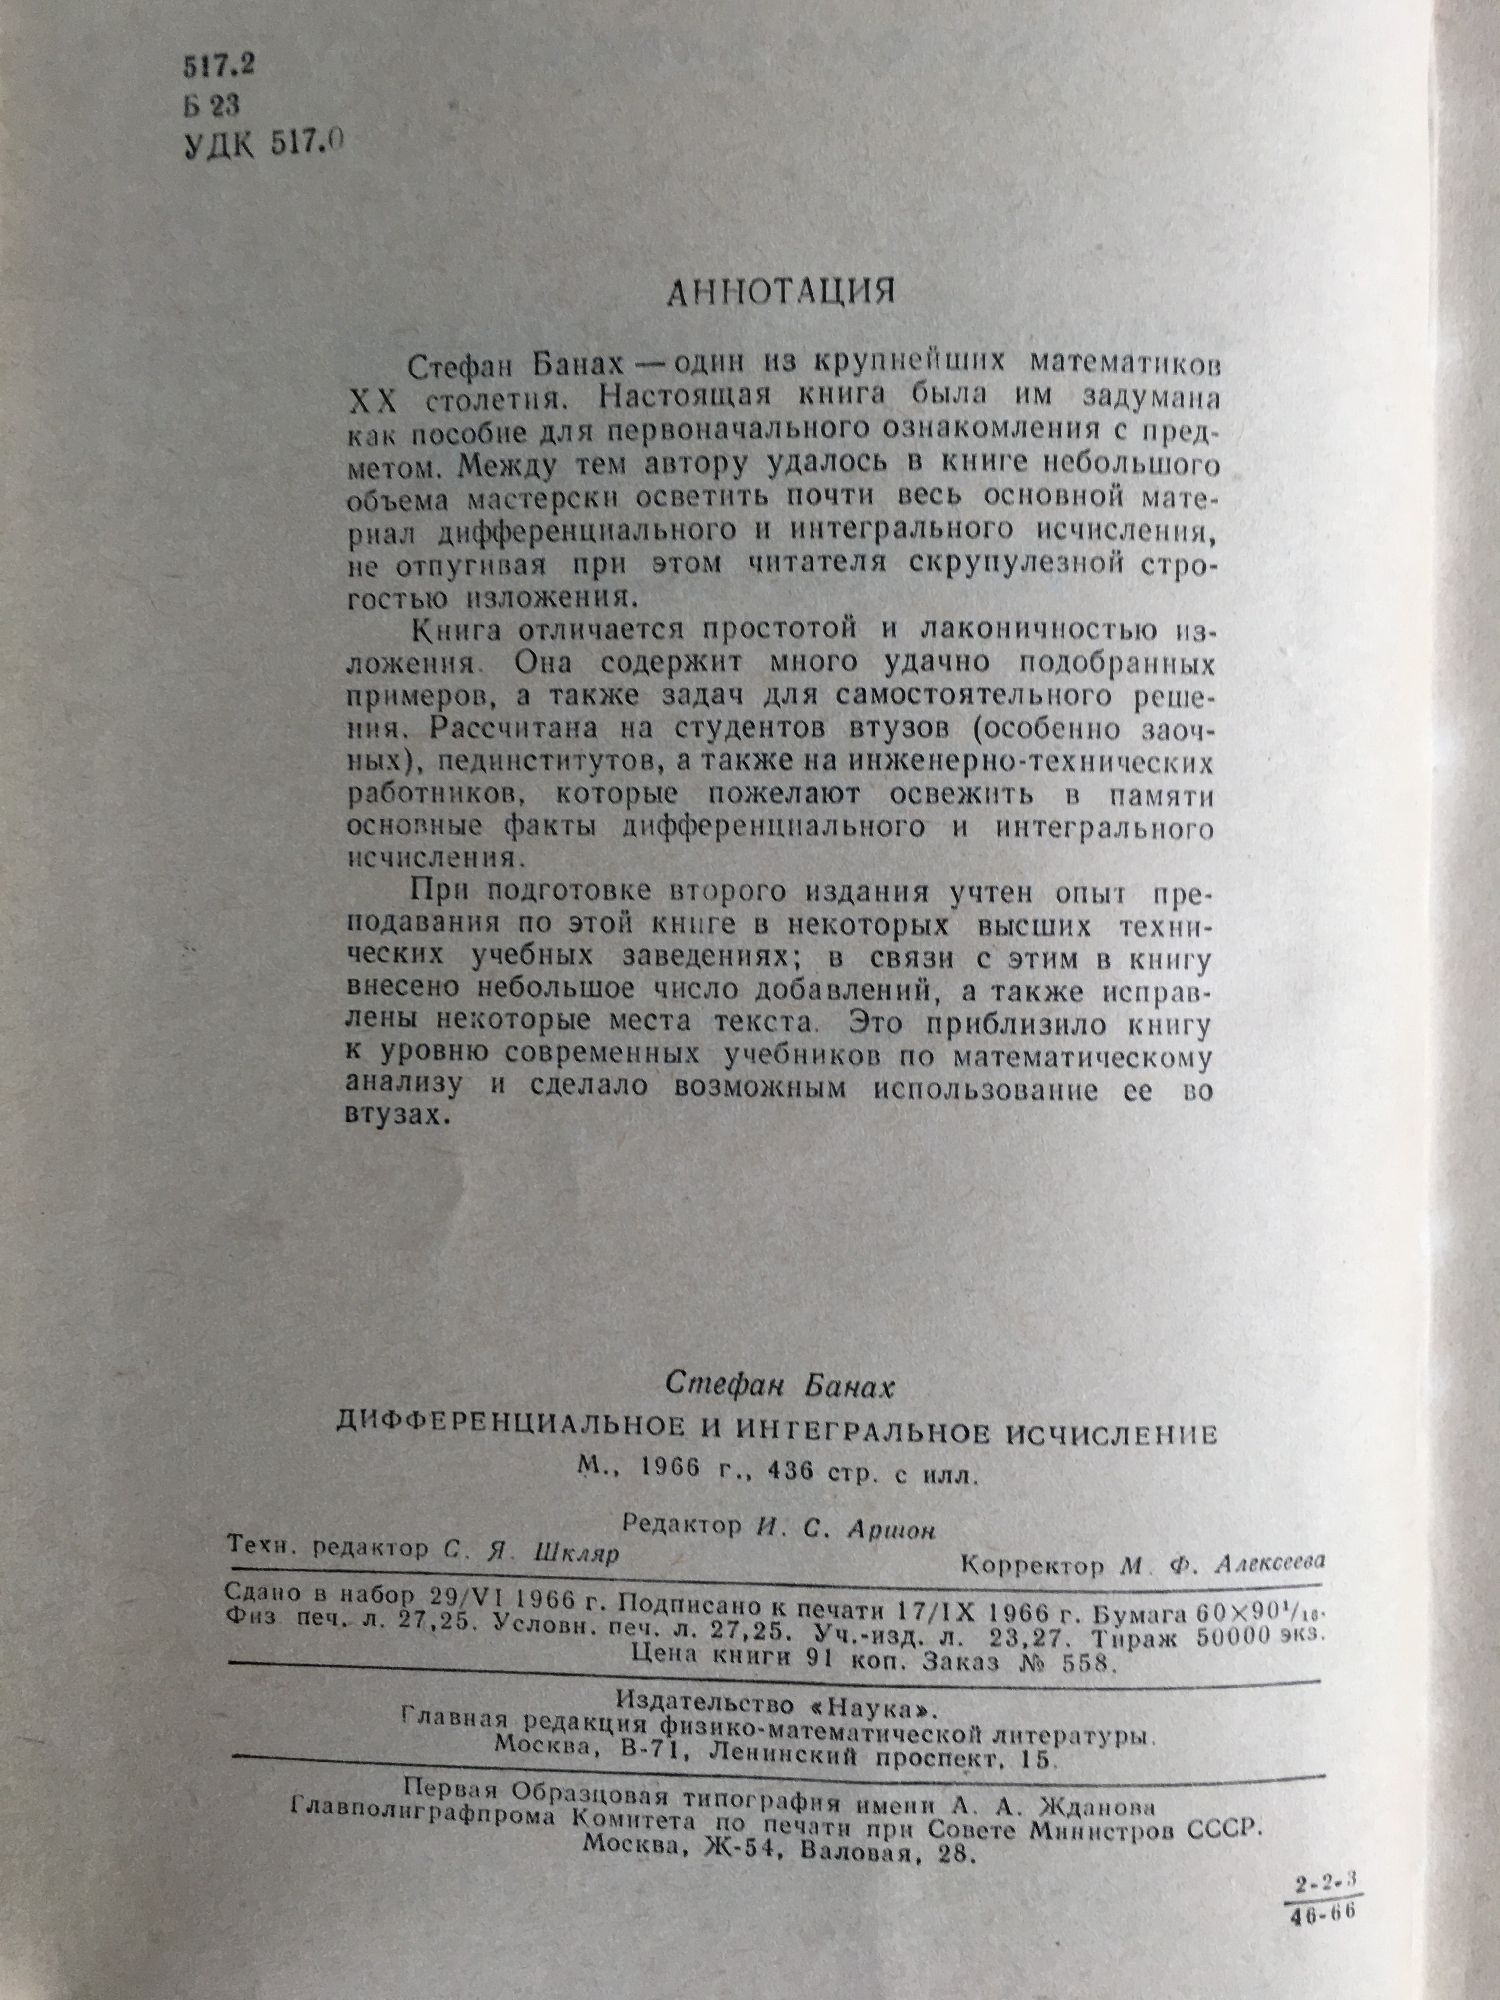 517.2
Б 23
УДК 517.0
АННОТАЦИЯ
Стефан Банах — один из крупнейших математиков
XX столетия. Настоящая книга была им задумана
как пособие для первоначального ознакомления с пред-
метом. Между тем автору удалось в книге небольшого
объема мастерски осветить почти весь основной мате-
риал дифференциального и интегрального исчисления,
не отпугивая при этом читателя скрупулезной стро-
гостью изложения.
Книга отличается простотой и лаконичностью из-
ложения. Она содержит много удачно подобранных
примеров, а также задач для самостоятельного реше-
ния. Рассчитана на студентов втузов (особенно заоч-
ных), пединститутов, а также на инженерно-технических
работников, которые пожелают освежить в памяти
основные факты дифференциального и интегрального
исчисления.
При подготовке второго издания учтен опыт пре-
подавания по этой книге в некоторых высших техни-
ческих учебных заведениях; в связи с этим в книгу
внесено небольшое число добавлений, а также исправ-
лены некоторые места текста. Это приблизило книгу
к уровню современных учебников по математическому
анализу и сделало возможным использование ее во
втузах.
Стефан Банах
ДИФФЕРЕНЦИАЛЬНОЕ И ИНТЕГРАЛЬНОЕ ИСЧИСЛЕНИЕ
М., 1966 г., 436 стр. с илл.
Редактор И. С. Аршон
Техн. редактор С. Я. Шкляр
Корректор М. Ф. Алексеева
Сдано в набор 29/VI 1966 г. Подписано к печати 17/IX 1966 г. Бумага 60×90¹/₁₆.
Физ. печ. л. 27,25. Условн. печ. л. 27,25. Уч.-изд. л. 23,27. Тираж 50000 экз.
Цена книги 91 коп. Заказ № 558.
Издательство «Наука».
Главная редакция физико-математической литературы.
Москва, В-71, Ленинский проспект, 15.
Первая Образцовая типография имени А. А. Жданова
Главполиграфпрома Комитета по печати при Совете Министров СССР.
Москва, Ж-54, Валовая, 28.
2-2-3
46-66